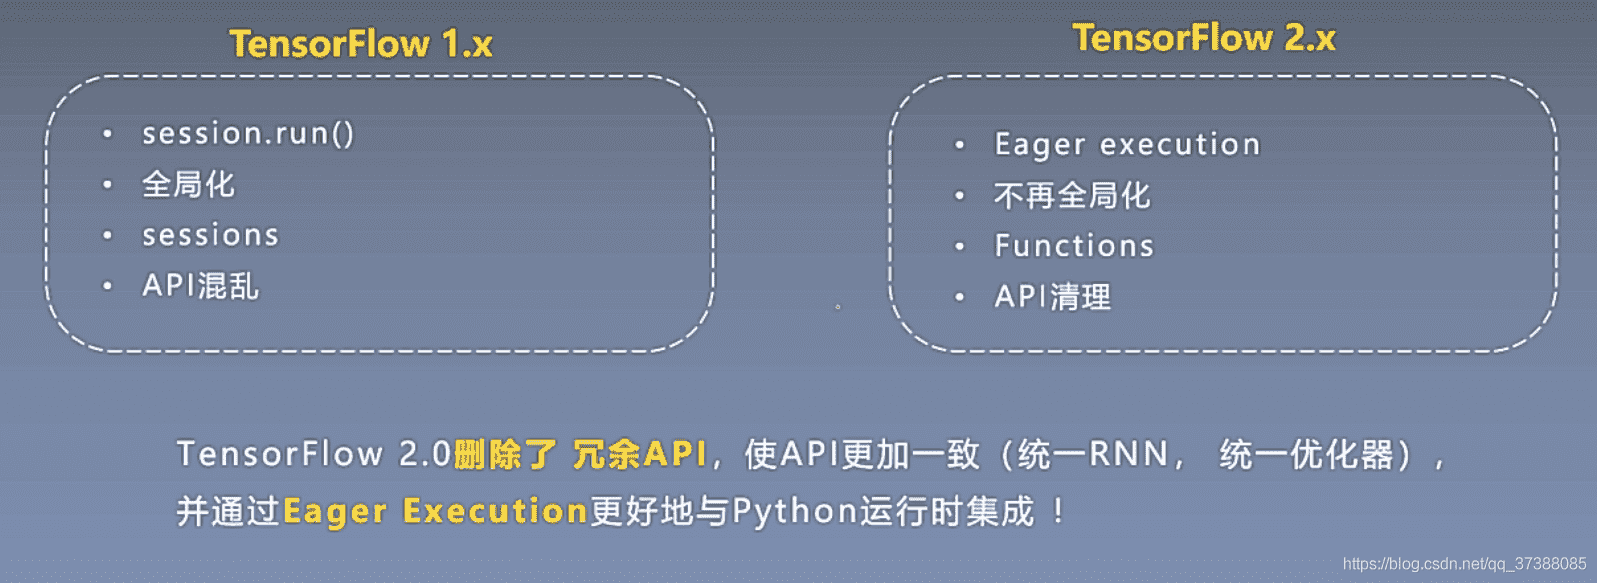 TensorFlow 1.x
• session.run()
• 全局化
• sessions
• API混乱
TensorFlow 2.x
• Eager execution
• 不再全局化
• Functions
• API清理
TensorFlow 2.0删除了 冗余API，使API更加一致（统一RNN， 统一优化器），
并通过Eager Execution更好地与Python运行时集成 ！
https://blog.csdn.net/qq_37388085